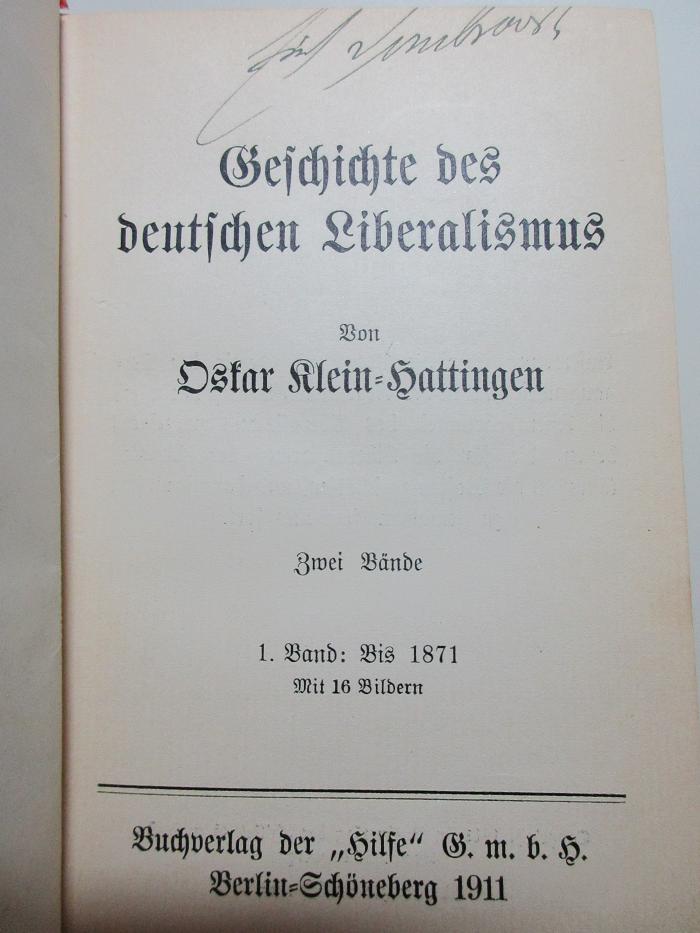 Geſchichte des
deutſchen Liberalismus
Von
Oskar Klein-Hattingen
Zwei Bände
1. Band: Bis 1871
Mit 16 Bildern
Buchverlag der „Hilfe“ G. m. b. H.
Berlin-Schöneberg 1911